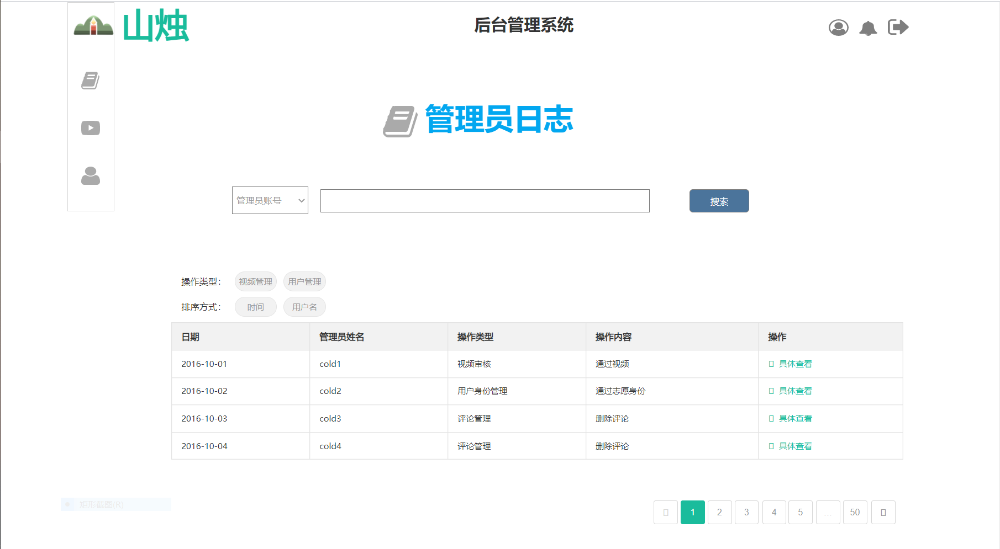 山烛
后台管理系统
管理员日志
管理员账号
搜索
操作类型： 视频管理 用户管理
排序方式： 时间 用户名
日期 管理员姓名 操作类型 操作内容 操作
2016-10-01 cold1 视频审核 通过视频 具体查看
2016-10-02 cold2 用户身份管理 通过志愿身份 具体查看
2016-10-03 cold3 评论管理 删除评论 具体查看
2016-10-04 cold4 评论管理 删除评论 具体查看
矩形截图(R)
1 2 3 4 5 ... 50